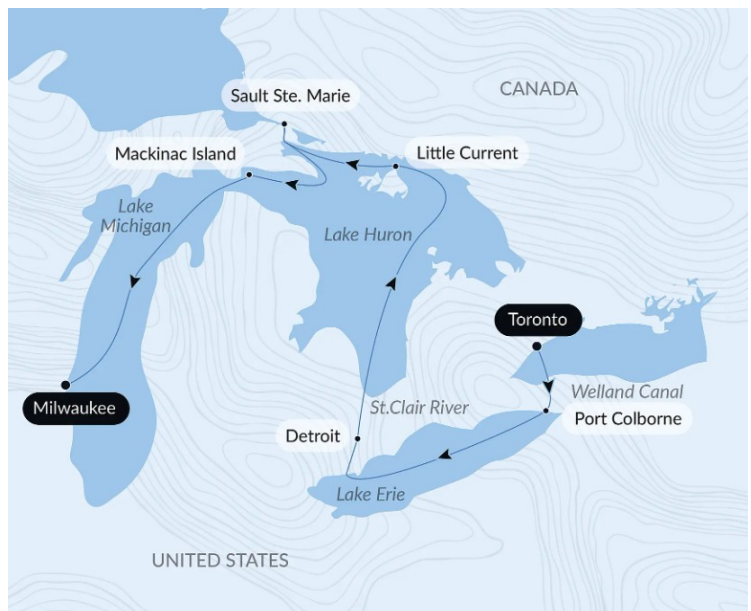 CANADA
Sault Ste. Marie
Mackinac Island
Little Current
Lake
Michigan
Lake Huron
Toronto
Milwaukee
St.Clair River
Welland Canal
Port Colborne
Detroit
Lake Erie
UNITED STATES